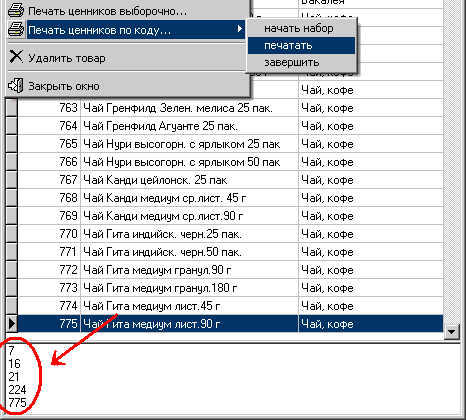 Бакалея
Печать ценников выборочно...
Печать ценников по коду...
начать набор
печатать
завершить
Удалить товар
Закрыть окно
Чай, кофе
763 Чай Гренфилд Зелен. мелиса 25 пак. Чай, кофе
764 Чай Гренфилд Агуанте 25 пак. Чай, кофе
765 Чай Нури высогорн. с ярлыком 25 пак Чай, кофе
766 Чай Нури высогорн. с ярлыком 50 пак Чай, кофе
767 Чай Канди цейлонск. 25 пак Чай, кофе
768 Чай Канди медиум ср.лист. 45 г Чай, кофе
769 Чай Канди медиум ср.лист.90 г Чай, кофе
770 Чай Гита индийск. черн.25 пак. Чай, кофе
771 Чай Гита индийск. черн.50 пак. Чай, кофе
772 Чай Гита медиум гранул.90 г Чай, кофе
773 Чай Гита медиум гранул.180 г Чай, кофе
774 Чай Гита медиум лист.45 г Чай, кофе
775 Чай Гита медиум лист.90 г Чай, кофе
7
16
21
224
775